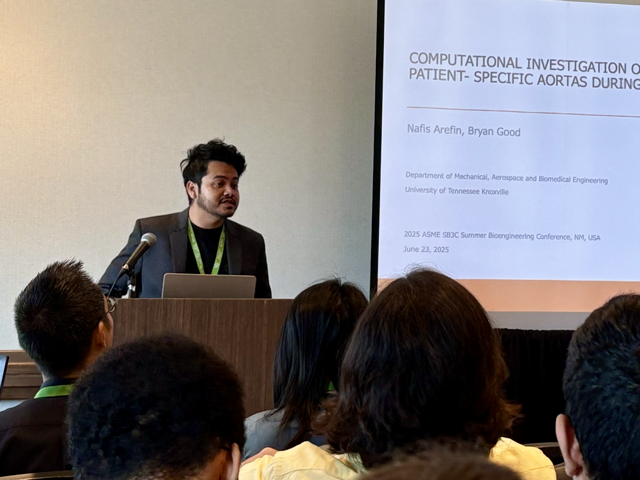 COMPUTATIONAL INVESTIGATION O
PATIENT- SPECIFIC AORTAS DURING
Nafis Arefin, Bryan Good
Department of Machanical, Aerospace and Biomedical Engineering
University of Tennessee Knoxville
2025 ASME SB3C Summer Bioengineering Conference, NM, USA
June 23, 2025